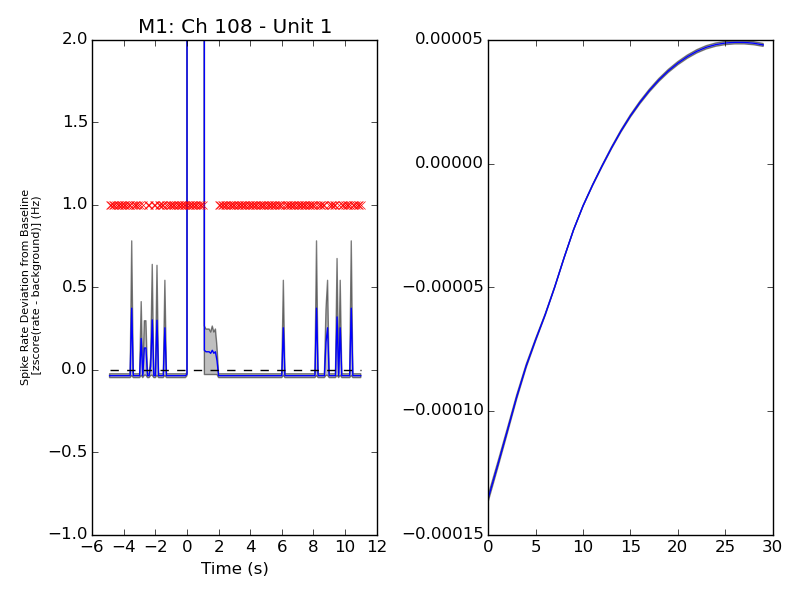 M1: Ch 108 - Unit 1
Spike Rate Deviation from Baseline
[zscore(rate - background)] (Hz)
2.0
1.5
1.0
0.5
0.0
−0.5
−1.0
−6 −4 −2 0 2 4 6 8 10 12
Time (s)
0.00005
0.00000
−0.00005
−0.00010
−0.00015
0 5 10 15 20 25 30